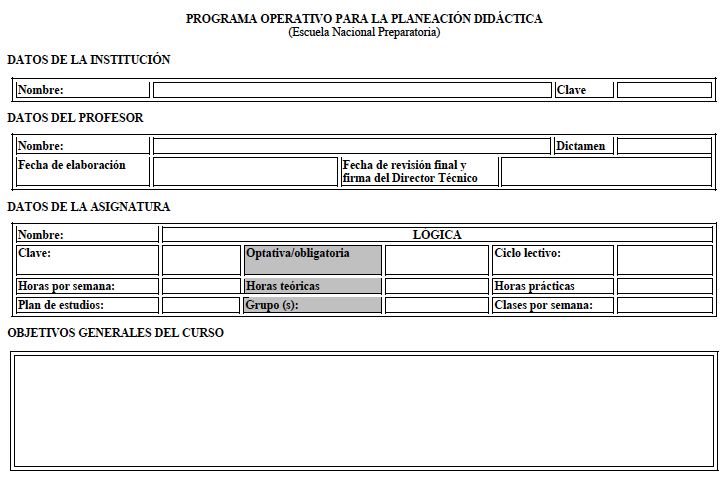 PROGRAMA OPERATIVO PARA LA PLANEACIÓN DIDÁCTICA
(Escuela Nacional Preparatoria)
DATOS DE LA INSTITUCIÓN
Nombre: Clave
DATOS DEL PROFESOR
Nombre: Dictamen
Fecha de elaboración Fecha de revisión final y
firma del Director Técnico
DATOS DE LA ASIGNATURA
Nombre: LÓGICA
Clave: Optativa/obligatoria Ciclo lectivo:
Horas por semana: Horas teóricas Horas prácticas
Plan de estudios: Grupo (s): Clases por semana:
OBJETIVOS GENERALES DEL CURSO